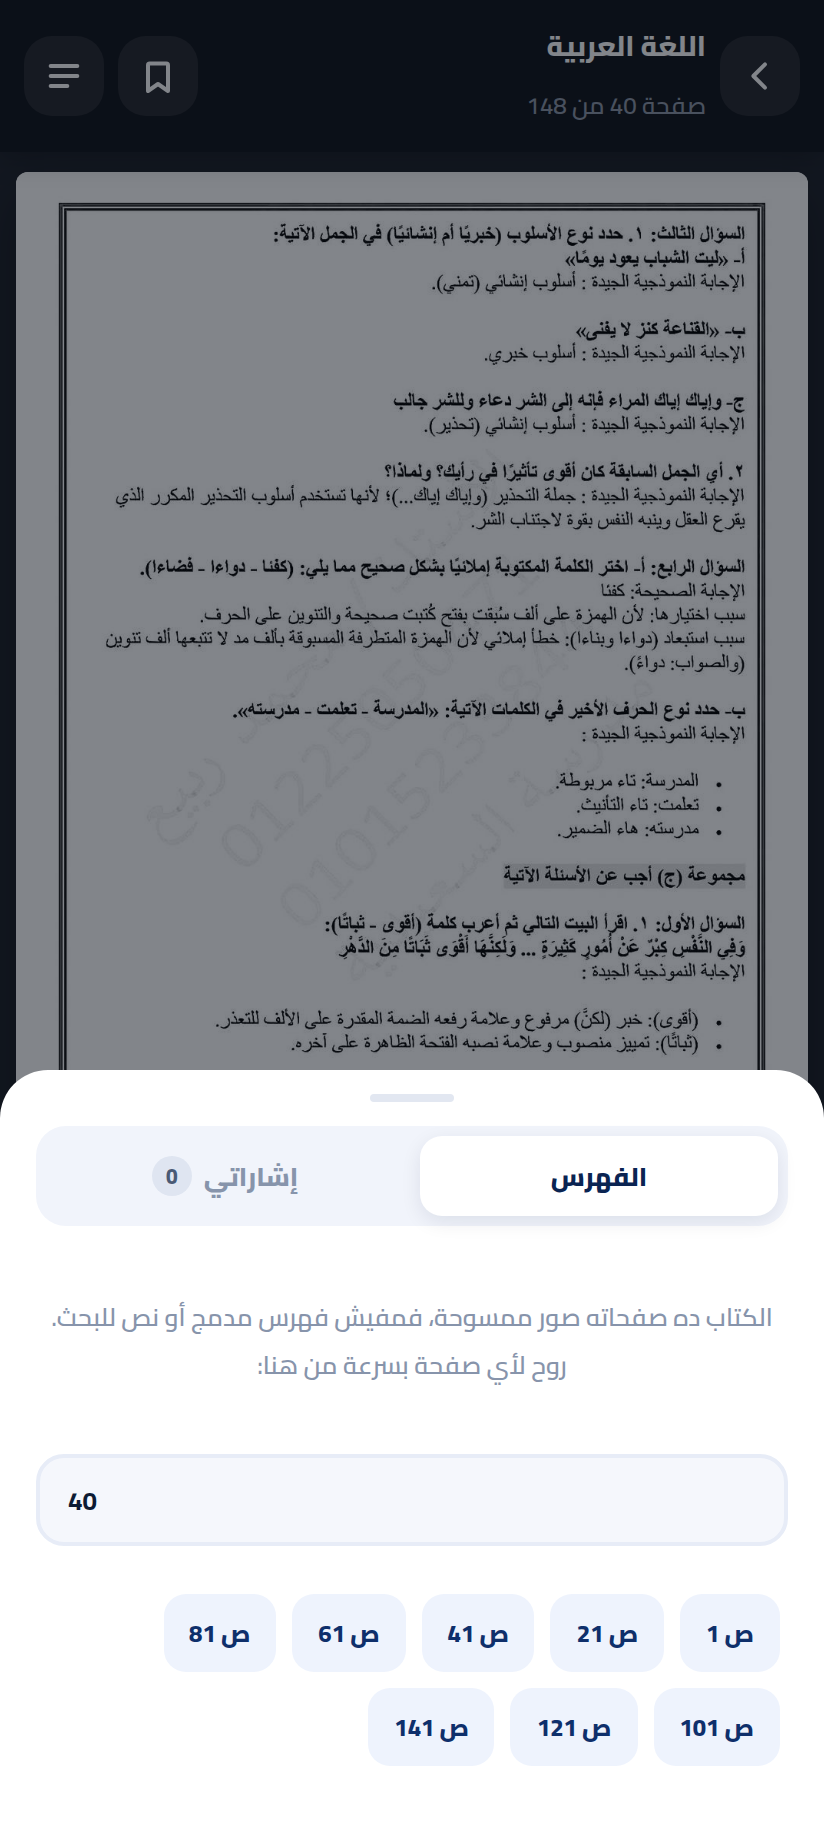 اللغة العربية
صفحة 40 من 148
السؤال الثالث: ١. حدد نوع الأسلوب (خبريًا أم إنشائيًا) في الجمل الآتية:
أ- «ليت الشباب يعود يومًا»
الإجابة النموذجية الجيدة : أسلوب إنشائي (تمني).
ب- «القناعة كنز لا يفنى»
الإجابة النموذجية الجيدة : أسلوب خبري.
ج- وإياك إياك المراء فإنه إلى الشر دعاء وللشر جالب
الإجابة النموذجية الجيدة : أسلوب إنشائي (تحذير).
٢. أي الجمل السابقة كان أقوى تأثيرًا في رأيك؟ ولماذا؟
الإجابة النموذجية الجيدة : جملة التحذير (وإياك إياك...)؛ لأنها تستخدم أسلوب التحذير المكرر الذي
يقرع العقل وينبه النفس بقوة لاجتناب الشر.
السؤال الرابع: أ- اختر الكلمة المكتوبة إملائيًا بشكل صحيح مما يلي: (كفئا - دواءا - فضاءا).
الإجابة الصحيحة: كفئا
سبب اختيارها: لأن الهمزة على ألف سُبقت بفتح كُتبت صحيحة والتنوين على الحرف.
سبب استبعاد (دواءا وبناءا): خطأ إملائي لأن الهمزة المتطرفة المسبوقة بألف مد لا تتبعها ألف تنوين
(والصواب: دواءً).
ب- حدد نوع الحرف الأخير في الكلمات الآتية: «المدرسة - تعلمت - مدرسته».
الإجابة النموذجية الجيدة :
• المدرسة: تاء مربوطة.
• تعلمت: تاء التأنيث.
• مدرسته: هاء الضمير.
مجموعة (ج) أجب عن الأسئلة الآتية
السؤال الأول: ١. اقرأ البيت التالي ثم أعرب كلمة (أقوى - ثباتًا):
وَفِي النَّفْسِ كِبْرٌ عَنْ أُمُورٍ كَثِيرَةٍ ... وَلَكِنَّهَا أَقْوَى ثَبَاتًا مِنَ الدَّهْرِ
الإجابة النموذجية الجيدة :
• (أقوى): خبر (لكنَّ) مرفوع وعلامة رفعه الضمة المقدرة على الألف للتعذر.
• (ثباتًا): تمييز منصوب وعلامة نصبه الفتحة الظاهرة على آخره.
الفهرس
إشاراتي 0
الكتاب ده صفحاته صور ممسوحة، فمفيش فهرس مدمج أو نص للبحث.
روح لأي صفحة بسرعة من هنا:
40
ص 1 ص 21 ص 41 ص 61 ص 81
ص 101 ص 121 ص 141